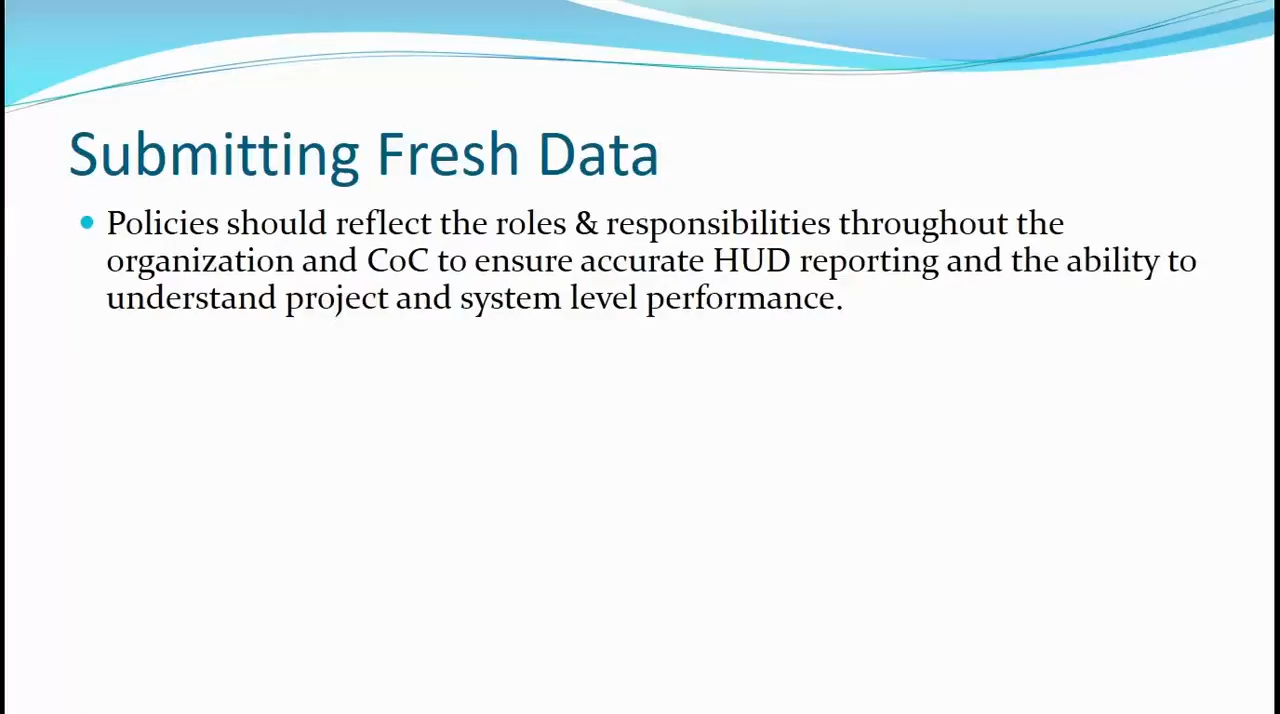 Submitting Fresh Data
• Policies should reflect the roles & responsibilities throughout the
organization and CoC to ensure accurate HUD reporting and the ability to
understand project and system level performance.